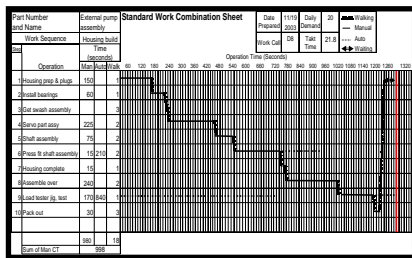 Part Number and Name External pump assembly Standard Work Combination Sheet Date Prepared 11/19 2003 Daily Demand 20 Walking
Manual
Work Sequence Housing build Work Cell D8 Takt Time 21.8 Auto
Waiting
Step Operation Time (seconds) Operation Time (Seconds)
Man Auto Walk 60 120 180 240 300 360 420 480 540 600 660 720 780 840 900 960 1020 1080 1140 1200 1260 1320
1 Housing prep & plugs 150 1
2 Install bearings 60 1
3 Get swash assembly 3
4 Servo part assy 225 2
5 Shaft assembly 75 2
6 Press fit shaft assembly 15 210 2
7 Housing complete 15 1
8 Assemble over 240 2
9 Load tester jig, test 170 840 1
10 Pack out 30 3
980 18
Sum of Man CT 998